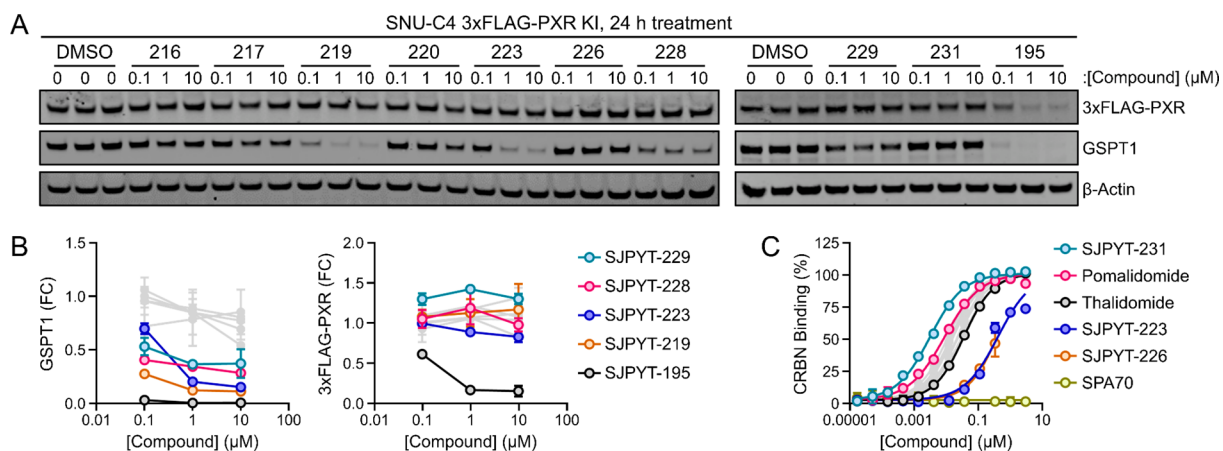 A
SNU-C4 3xFLAG-PXR KI, 24 h treatment
DMSO 216 217 219 220 223 226 228 DMSO 229 231 195
0 0 0 0.1 1 10 0.1 1 10 0.1 1 10 0.1 1 10 0.1 1 10 0.1 1 10 0.1 1 10 0 0 0 0.1 1 10 0.1 1 10 0.1 1 10 :[Compound] (µM)
3xFLAG-PXR
GSPT1
β-Actin
B
GSPT1 (FC)
1.5
1.0
0.5
0.0
0.01 0.1 1 10 100
[Compound] (µM)
3xFLAG-PXR (FC)
2.0
1.5
1.0
0.5
0.0
0.01 0.1 1 10 100
[Compound] (µM)
SJPYT-229
SJPYT-228
SJPYT-223
SJPYT-219
SJPYT-195
C
CRBN Binding (%)
125
100
75
50
25
0
0.00001 0.001 0.1 10
[Compound] (µM)
SJPYT-231
Pomalidomide
Thalidomide
SJPYT-223
SJPYT-226
SPA70